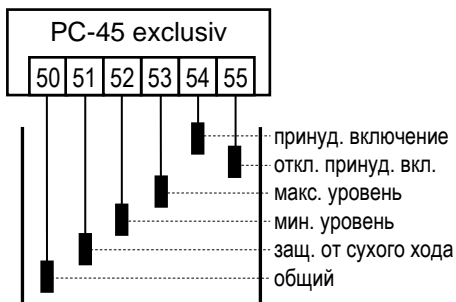 PC-45 exclusiv
50 51 52 53 54 55
принуд. включение
откл. принуд. вкл.
макс. уровень
мин. уровень
защ. от сухого хода
общий